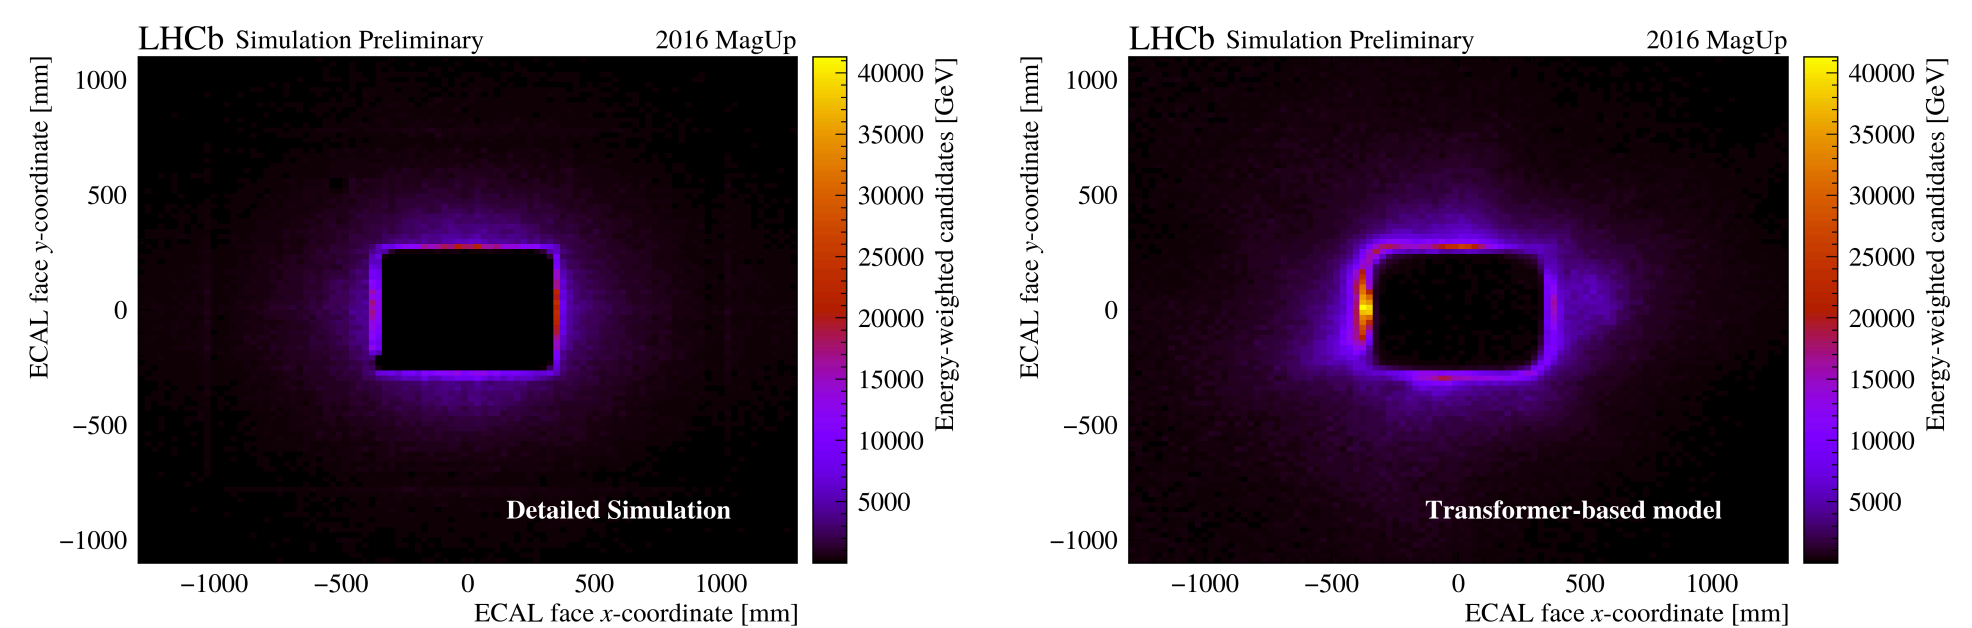 LHCb Simulation Preliminary 2016 MagUp
ECAL face y-coordinate [mm]
1000
500
0
−500
−1000
Detailed Simulation
−1000 −500 0 500 1000
ECAL face x-coordinate [mm]
40000
35000
30000
25000
20000
15000
10000
5000
Energy-weighted candidates [GeV]
LHCb Simulation Preliminary 2016 MagUp
ECAL face y-coordinate [mm]
1000
500
0
−500
−1000
Transformer-based model
−1000 −500 0 500 1000
ECAL face x-coordinate [mm]
40000
35000
30000
25000
20000
15000
10000
5000
Energy-weighted candidates [GeV]